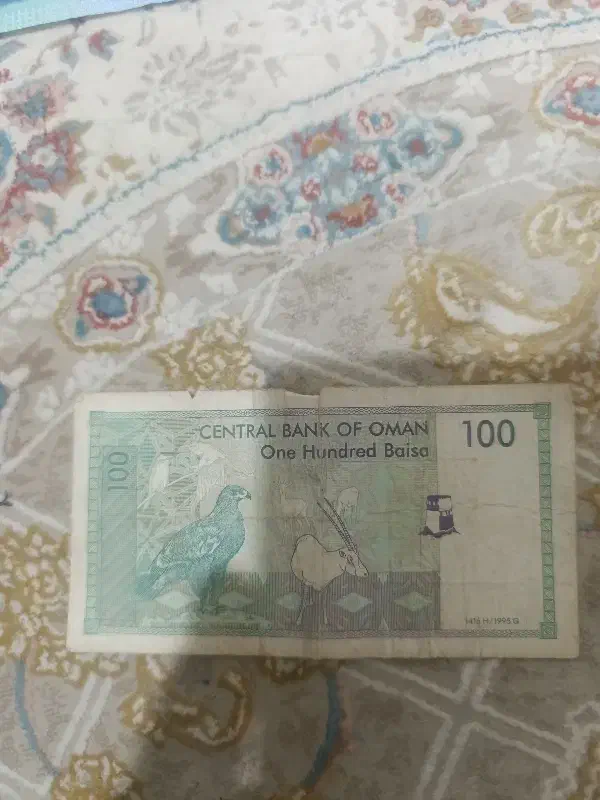 CENTRAL BANK OF OMAN
One Hundred Baisa
100
100
1416 H/1995 G